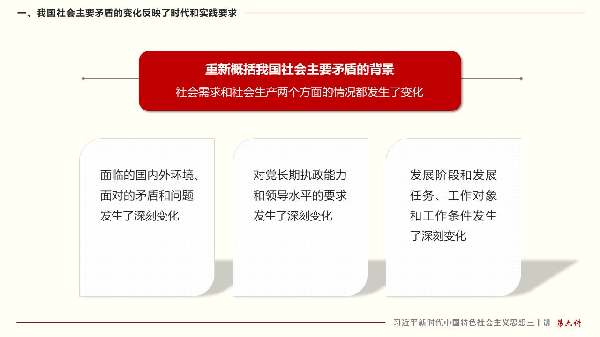 一、我国社会主要矛盾的变化反映了时代和实践要求
重新概括我国社会主要矛盾的背景
社会需求和社会生产两个方面的情况都发生了变化
面临的国内外环境、
面对的矛盾和问题
发生了深刻变化
对党长期执政能力
和领导水平的要求
发生了深刻变化
发展阶段和发展
任务、工作对象
和工作条件发生
了深刻变化
习近平新时代中国特色社会主义思想三十讲 第六讲